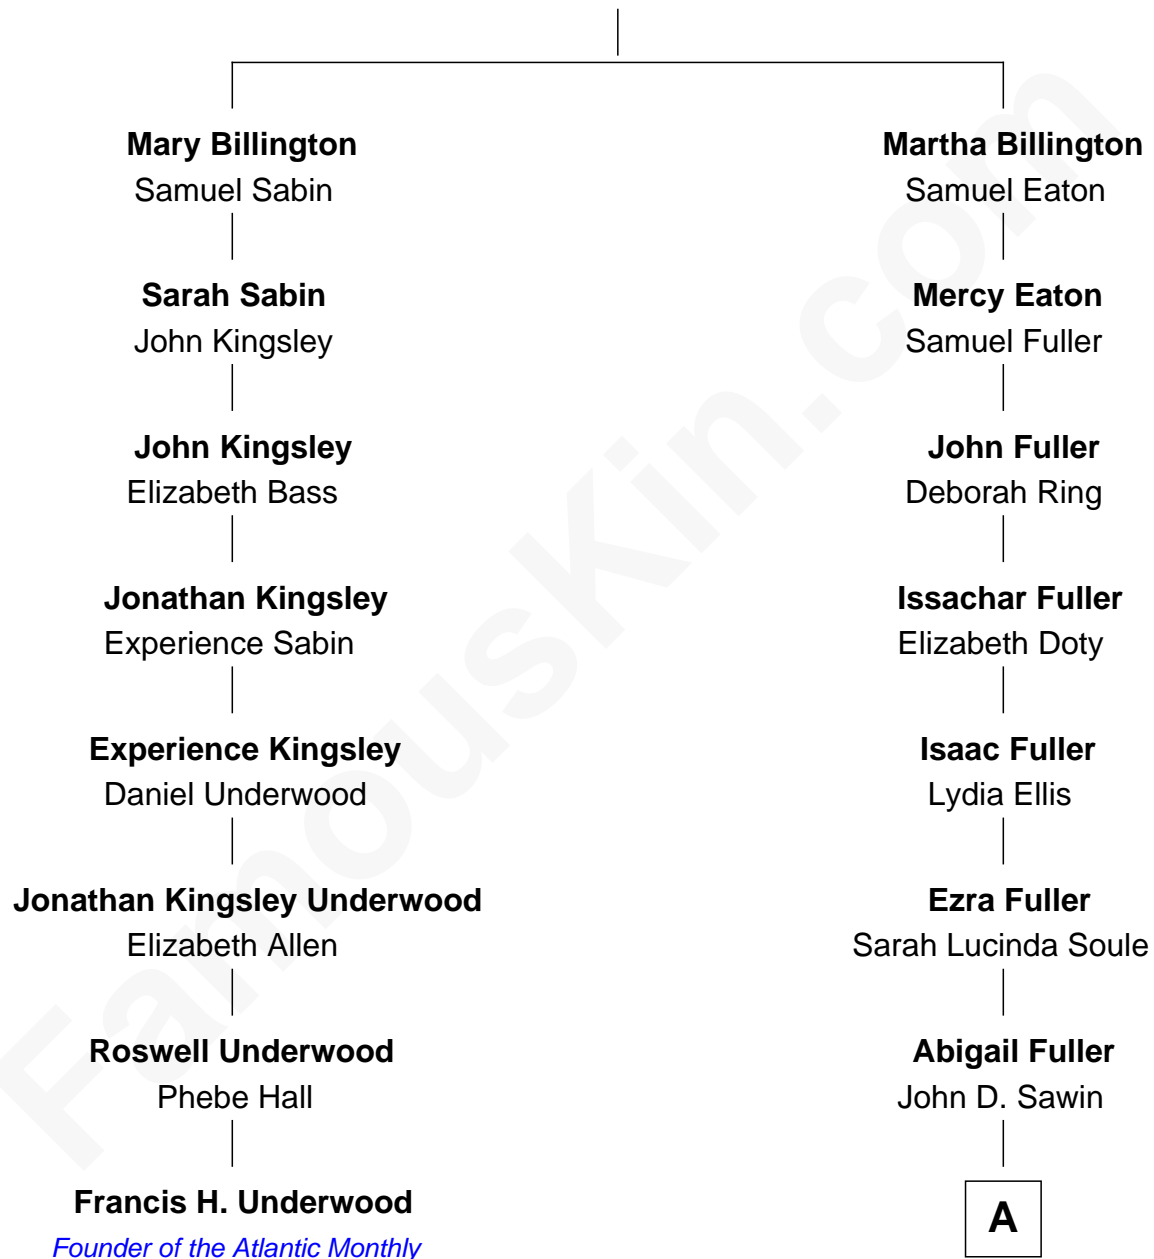 Mary Billington
Samuel Sabin
Martha Billington
Samuel Eaton
Sarah Sabin
John Kingsley
Mercy Eaton
Samuel Fuller
John Kingsley
Elizabeth Bass
John Fuller
Deborah Ring
Jonathan Kingsley
Experience Sabin
Issachar Fuller
Elizabeth Doty
Experience Kingsley
Daniel Underwood
Isaac Fuller
Lydia Ellis
Jonathan Kingsley Underwood
Elizabeth Allen
Ezra Fuller
Sarah Lucinda Soule
Roswell Underwood
Phebe Hall
Abigail Fuller
John D. Sawin
Francis H. Underwood
Founder of the Atlantic Monthly
A
FamousKin.com